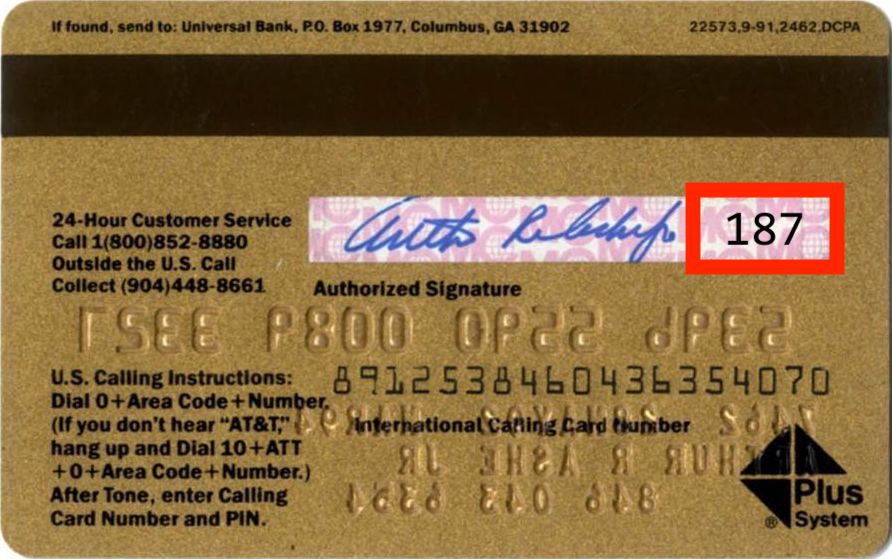 If found, send to: Universal Bank, P.O. Box 1977, Columbus, GA 31902
22573,9-91,2462,DCPA
187
24-Hour Customer Service
Call 1(800)852-8880
Outside the U.S. Call
Collect (904)448-8661
Authorized Signature
U.S. Calling Instructions:
Dial 0+Area Code+Number.
(If you don't hear "AT&T,"
hang up and Dial 10+ATT
+0+Area Code+Number.)
After Tone, enter Calling
Card Number and PIN.
8912538460436354070
International Calling Card Number
ARTHUR R ASHE JR
Plus
System
®